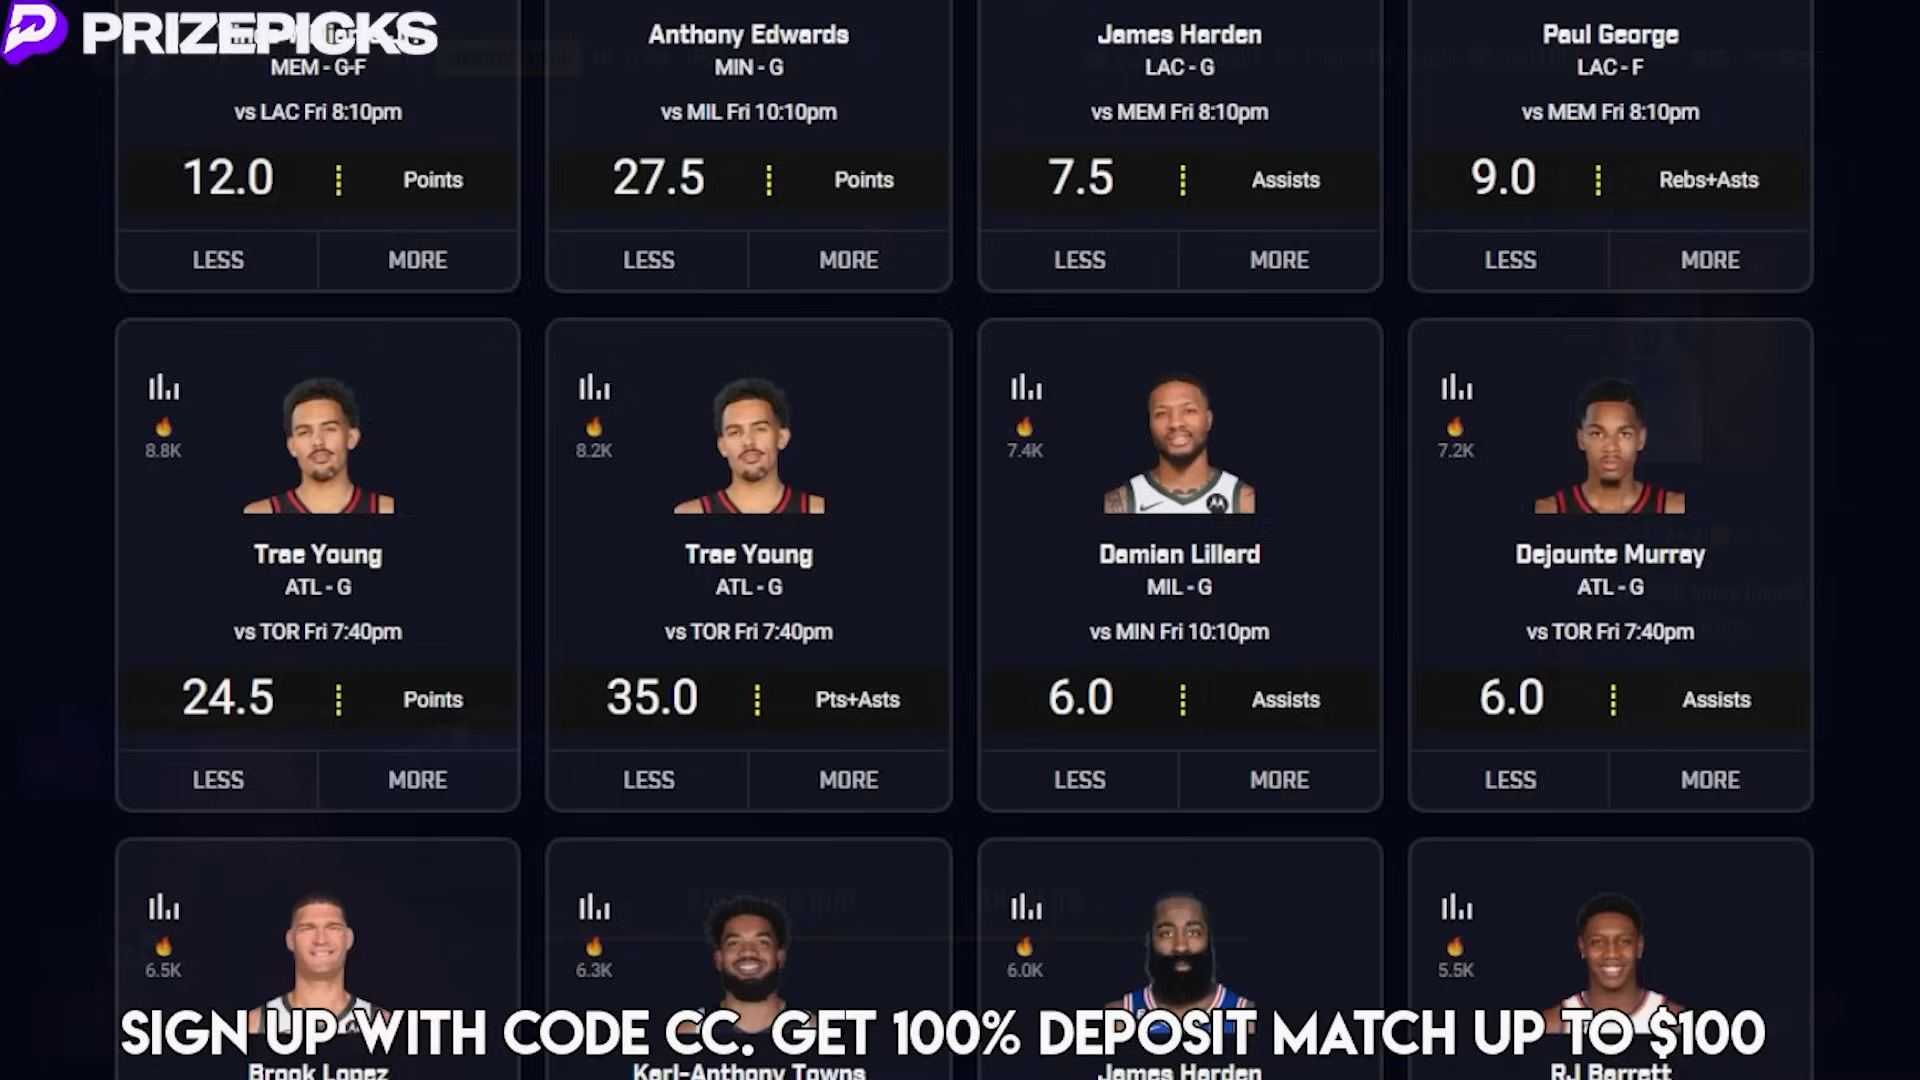 PRIZEPICKS
Anthony Edwards
James Harden
Paul George
MEM - G-F
MIN - G
LAC - G
LAC - F
vs LAC Fri 8:10pm
vs MIL Fri 10:10pm
vs MEM Fri 8:10pm
vs MEM Fri 8:10pm
12.0 Points
27.5 Points
7.5 Assists
9.0 Rebs+Asts
LESS MORE
LESS MORE
LESS MORE
LESS MORE
8.8K
8.2K
7.4K
7.2K
Trae Young
Trae Young
Damian Lillard
Dejounte Murray
ATL - G
ATL - G
MIL - G
ATL - G
vs TOR Fri 7:40pm
vs TOR Fri 7:40pm
vs MIN Fri 10:10pm
vs TOR Fri 7:40pm
24.5 Points
35.0 Pts+Asts
6.0 Assists
6.0 Assists
LESS MORE
LESS MORE
LESS MORE
LESS MORE
6.5K
6.3K
6.0K
5.5K
SIGN UP WITH CODE CC. GET 100% DEPOSIT MATCH UP TO $100
Brook Lopez
Karl-Anthony Towns
James Harden
RJ Barrett